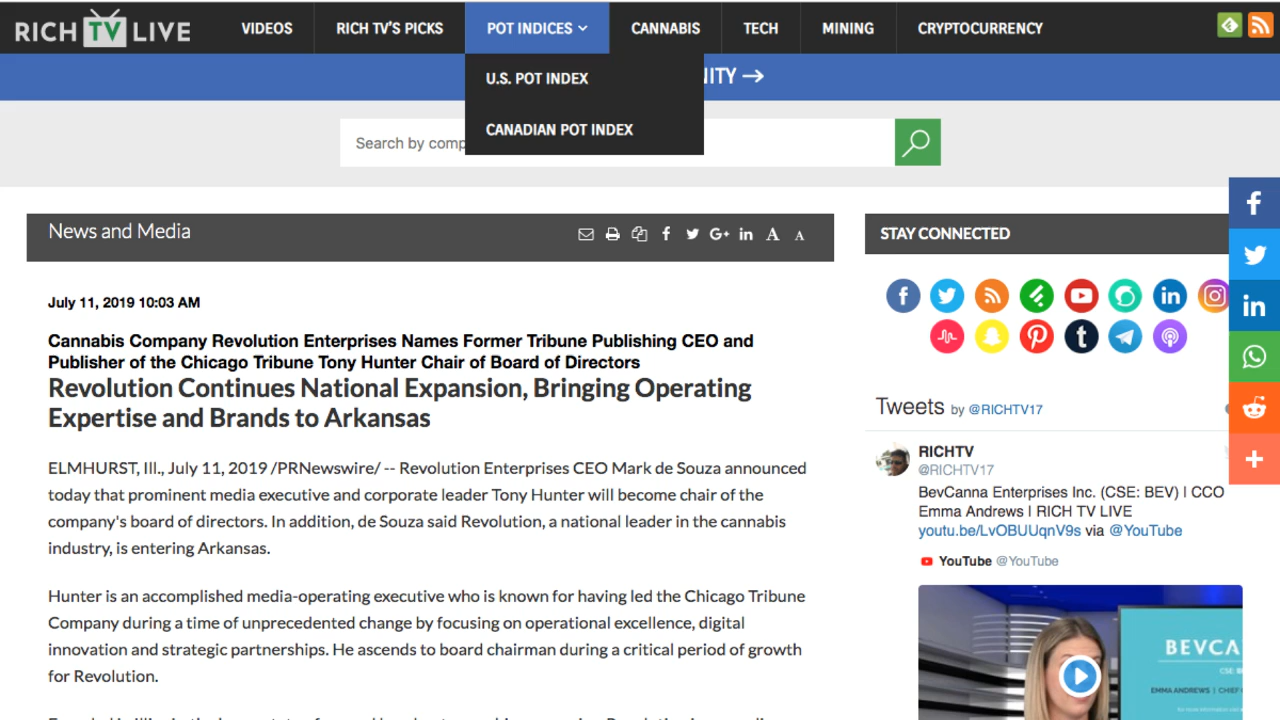 RICH TV LIVE
VIDEOS
RICH TV'S PICKS
POT INDICES
CANNABIS
TECH
MINING
CRYPTOCURRENCY
U.S. POT INDEX
CANADIAN POT INDEX
NITY →
Search by comp
News and Media
G+ in A A
STAY CONNECTED
July 11, 2019 10:03 AM
Cannabis Company Revolution Enterprises Names Former Tribune Publishing CEO and
Publisher of the Chicago Tribune Tony Hunter Chair of Board of Directors
Revolution Continues National Expansion, Bringing Operating
Expertise and Brands to Arkansas
ELMHURST, Ill., July 11, 2019 /PRNewswire/ -- Revolution Enterprises CEO Mark de Souza announced
today that prominent media executive and corporate leader Tony Hunter will become chair of the
company's board of directors. In addition, de Souza said Revolution, a national leader in the cannabis
industry, is entering Arkansas.
Hunter is an accomplished media-operating executive who is known for having led the Chicago Tribune
Company during a time of unprecedented change by focusing on operational excellence, digital
innovation and strategic partnerships. He ascends to board chairman during a critical period of growth
for Revolution.
Tweets by @RICHTV17
RICHTV
@RICHTV17
BevCanna Enterprises Inc. (CSE: BEV) | CCO
Emma Andrews | RICH TV LIVE
youtu.be/LvOBUUqnV9s via @YouTube
YouTube @YouTube
BEVCA
EMMA ANDREWS | CHIEF